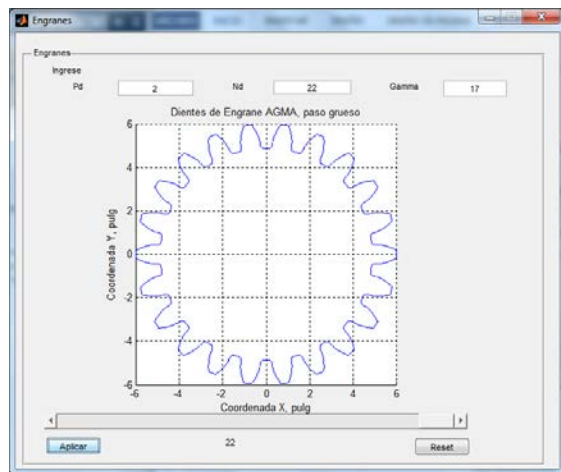 Engranes
Engranes
Ingrese
Pd 2 Nd 22 Gamma 17
Dientes de Engrane AGMA, paso grueso
6
4
2
0
-2
-4
-6
Coordenada Y, pulg
-6 -4 -2 0 2 4 6
Coordenada X, pulg
Aplicar 22 Reset